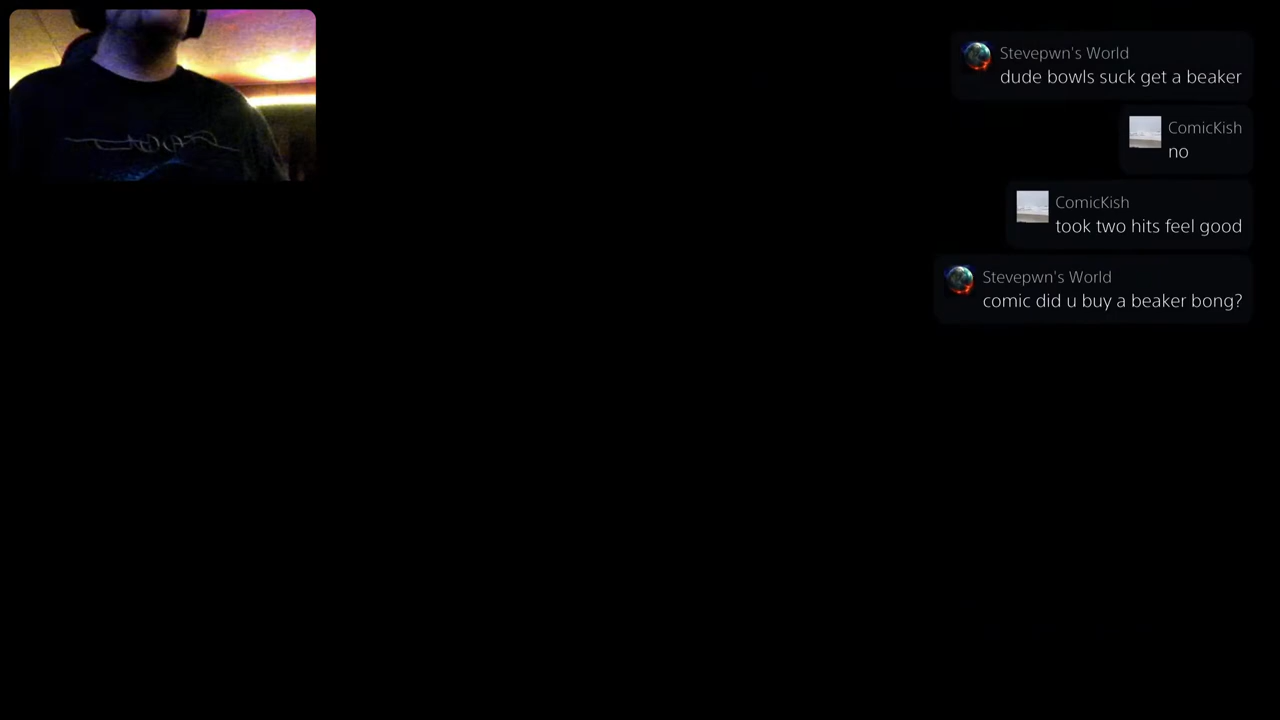 Stevepwn's World
dude bowls suck get a beaker
ComicKish
no
ComicKish
took two hits feel good
Stevepwn's World
comic did u buy a beaker bong?